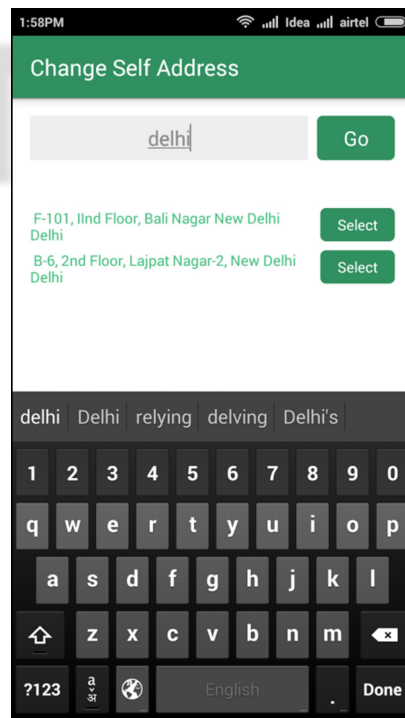 1:58PM Idea airtel
Change Self Address
delhi Go
F-101, IInd Floor, Bali Nagar New Delhi
Delhi
Select
B-6, 2nd Floor, Lajpat Nagar-2, New Delhi
Delhi
Select
delhi Delhi relying delving Delhi's
1 2 3 4 5 6 7 8 9 0
q w e r t y u i o p
a s d f g h j k l
z x c v b n m
?123 a अ English . Done